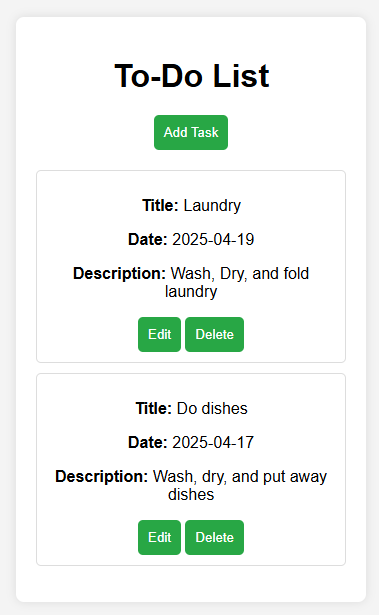 To-Do List
Add Task
Title: Laundry
Date: 2025-04-19
Description: Wash, Dry, and fold
laundry
Edit Delete
Title: Do dishes
Date: 2025-04-17
Description: Wash, dry, and put away
dishes
Edit Delete